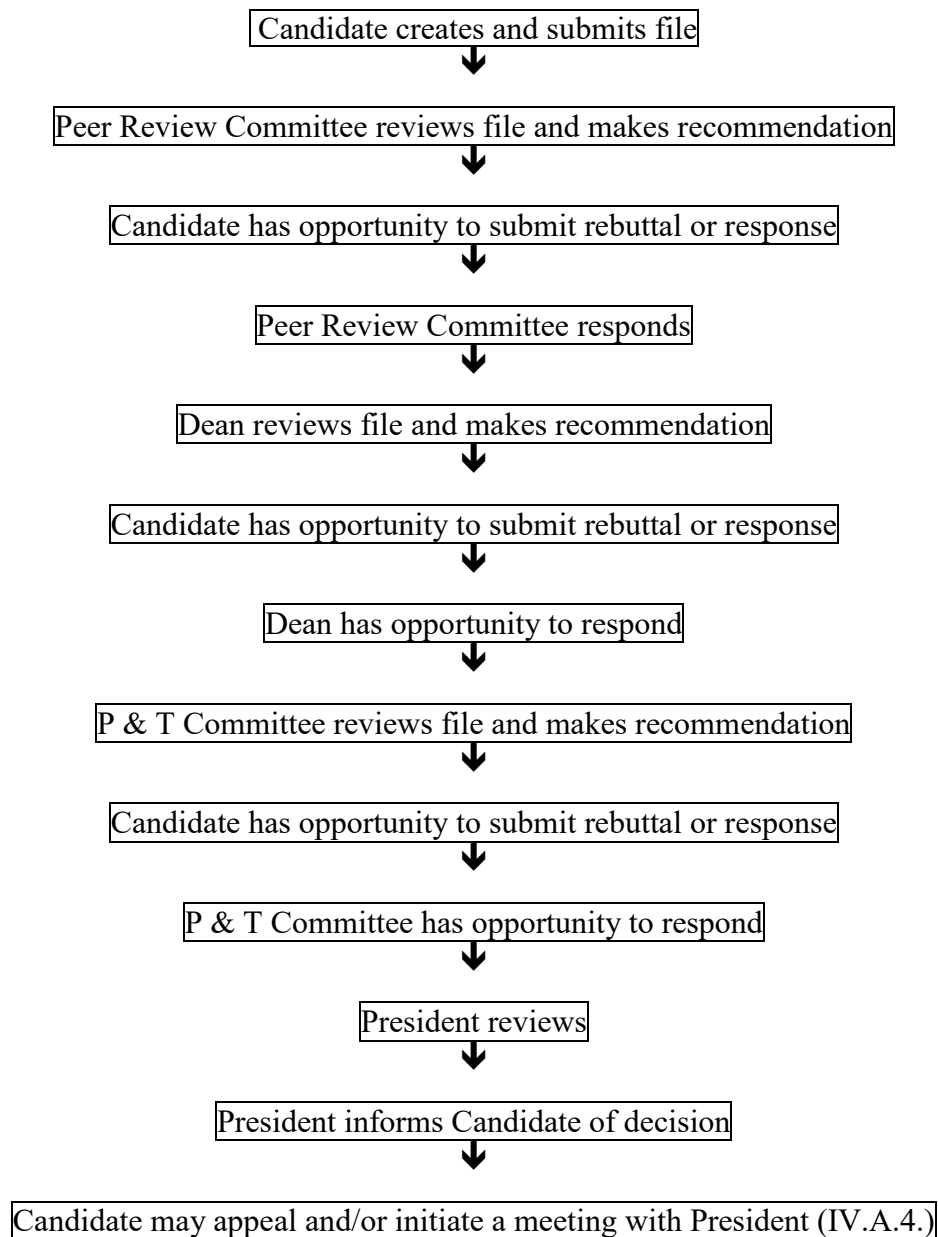 Candidate creates and submits file
Peer Review Committee reviews file and makes recommendation
Candidate has opportunity to submit rebuttal or response
Peer Review Committee responds
Dean reviews file and makes recommendation
Candidate has opportunity to submit rebuttal or response
Dean has opportunity to respond
P & T Committee reviews file and makes recommendation
Candidate has opportunity to submit rebuttal or response
P & T Committee has opportunity to respond
President reviews
President informs Candidate of decision
Candidate may appeal and/or initiate a meeting with President (IV.A.4.)